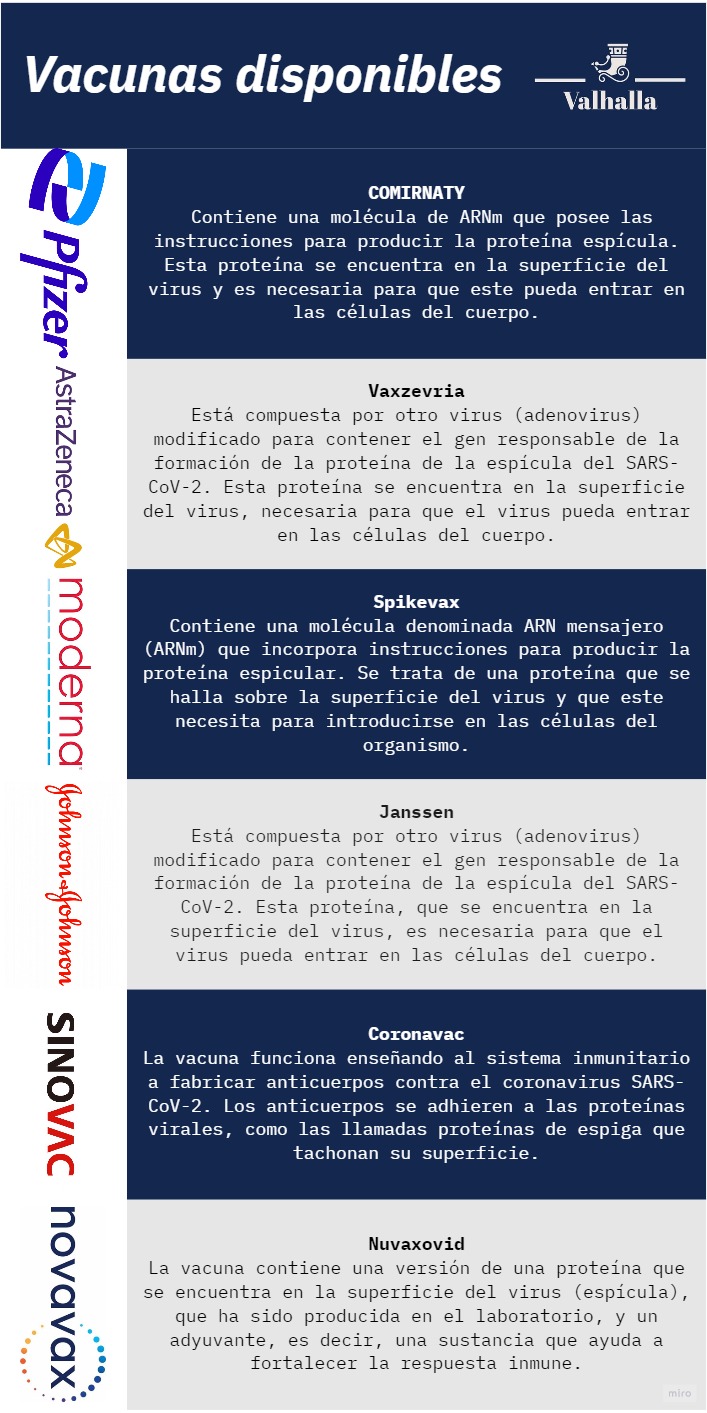 Vacunas disponibles
Valhalla
Pfizer
COMIRNATY
Contiene una molécula de ARNm que posee las
instrucciones para producir la proteína espícula.
Esta proteína se encuentra en la superficie del
virus y es necesaria para que este pueda entrar en
las células del cuerpo.
AstraZeneca
Vaxzevria
Está compuesta por otro virus (adenovirus)
modificado para contener el gen responsable de la
formación de la proteína de la espícula del SARS-
CoV-2. Esta proteína se encuentra en la superficie
del virus, necesaria para que el virus pueda entrar
en las células del cuerpo.
moderna
Spikevax
Contiene una molécula denominada ARN mensajero
(ARNm) que incorpora instrucciones para producir la
proteína espicular. Se trata de una proteína que se
halla sobre la superficie del virus y que este
necesita para introducirse en las células del
organismo.
Johnson&Johnson
Janssen
Está compuesta por otro virus (adenovirus)
modificado para contener el gen responsable de la
formación de la proteína de la espícula del SARS-
CoV-2. Esta proteína, que se encuentra en la
superficie del virus, es necesaria para que el
virus pueda entrar en las células del cuerpo.
SINOVAC
Coronavac
La vacuna funciona enseñando al sistema inmunitario
a fabricar anticuerpos contra el coronavirus SARS-
CoV-2. Los anticuerpos se adhieren a las proteínas
virales, como las llamadas proteínas de espiga que
tachonan su superficie.
novavax
Nuvaxovid
La vacuna contiene una versión de una proteína que
se encuentra en la superficie del virus (espícula),
que ha sido producida en el laboratorio, y un
adyuvante, es decir, una sustancia que ayuda a
fortalecer la respuesta inmune.
miro